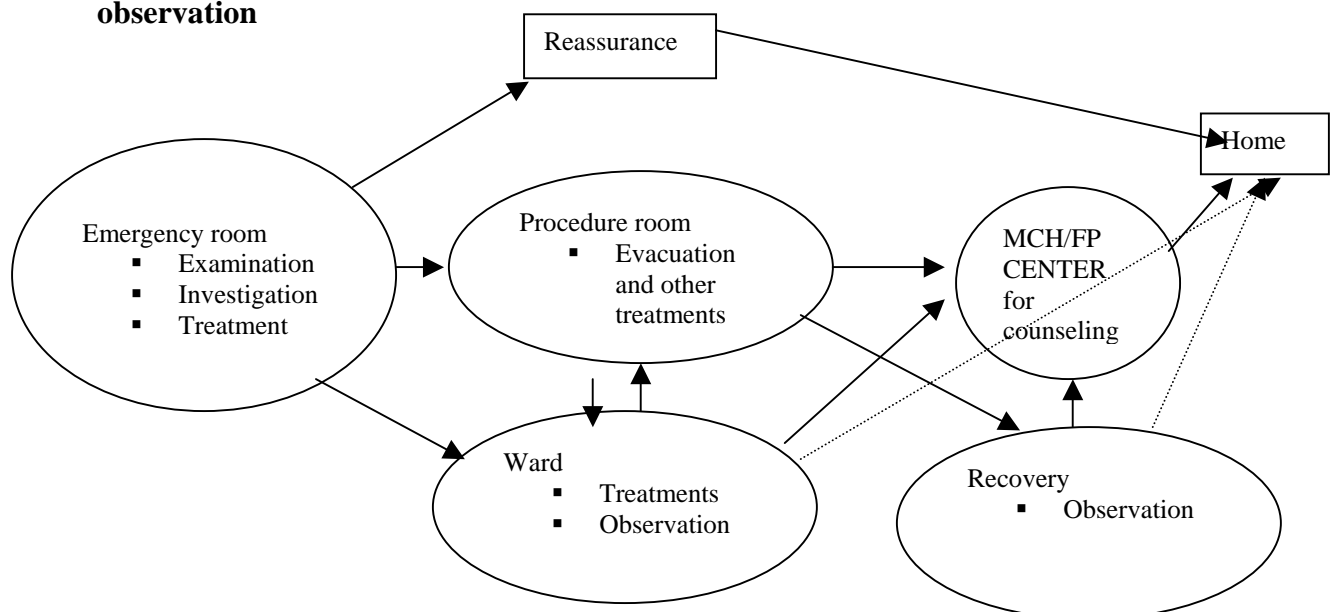 observation
Reassurance
Home
Emergency room
▪ Examination
▪ Investigation
▪ Treatment
Procedure room
▪ Evacuation
and other
treatments
MCH/FP
CENTER
for
counseling
Ward
▪ Treatments
▪ Observation
Recovery
▪ Observation